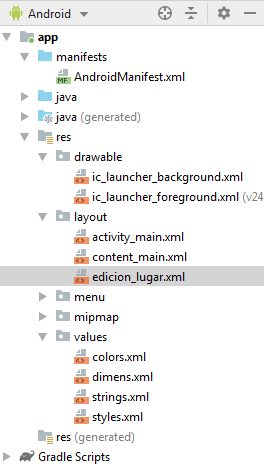 Android
app
manifests
MF AndroidManifest.xml
java
java (generated)
res
drawable
ic_launcher_background.xml
ic_launcher_foreground.xml (v24
layout
activity_main.xml
content_main.xml
edicion_lugar.xml
menu
mipmap
values
colors.xml
dimens.xml
strings.xml
styles.xml
res (generated)
Gradle Scripts